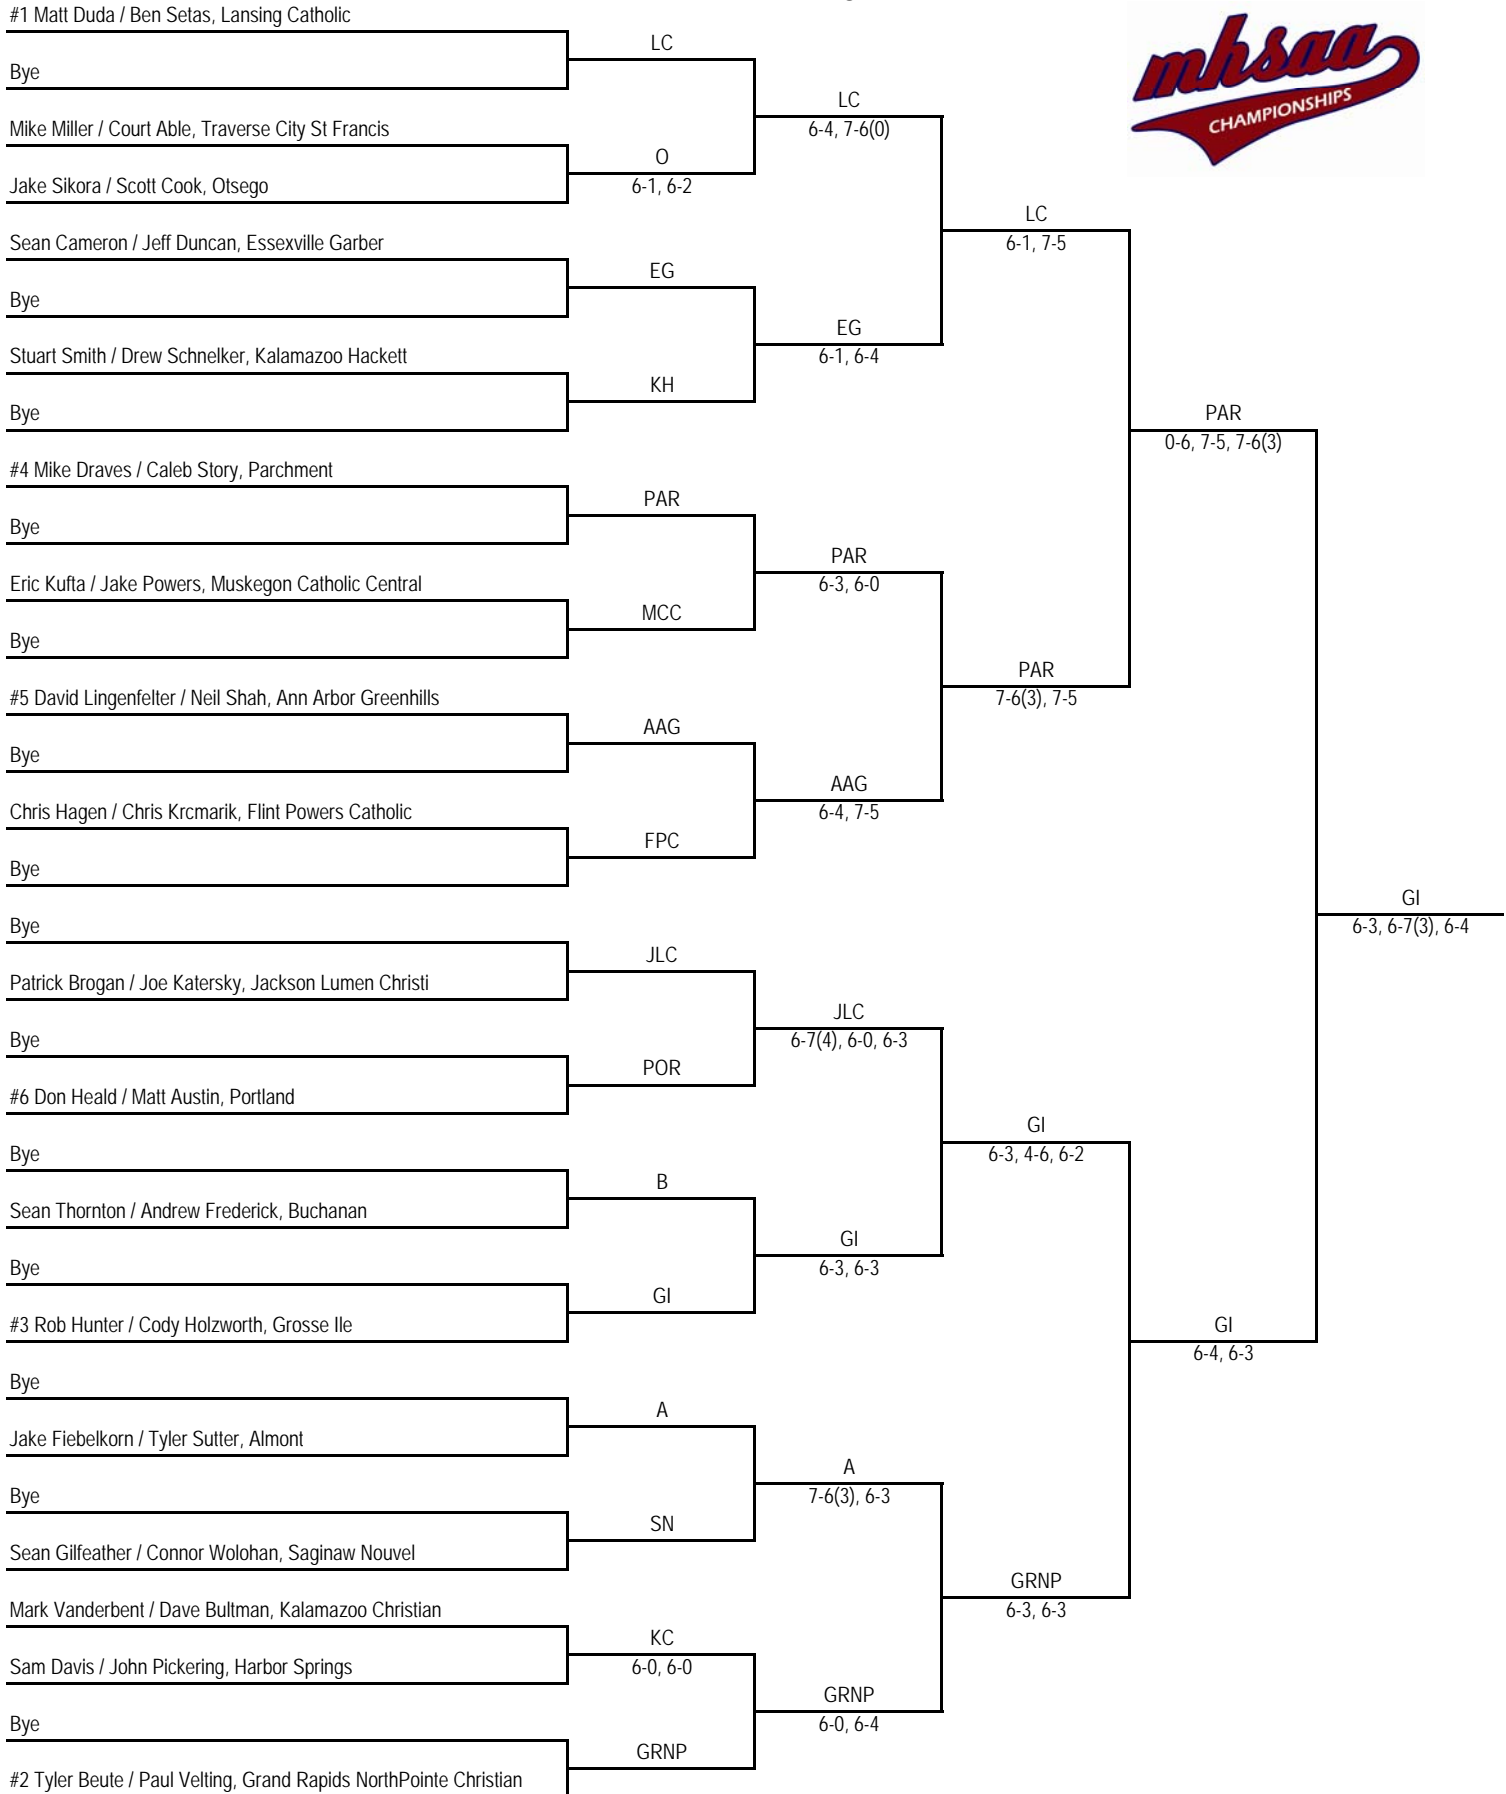 #1 Matt Duda / Ben Setas, Lansing Catholic
mhsaa
CHAMPIONSHIPS
LC
Bye
LC
6-4, 7-6(0)
Mike Miller / Court Able, Traverse City St Francis
O
6-1, 6-2
Jake Sikora / Scott Cook, Otsego
LC
6-1, 7-5
Sean Cameron / Jeff Duncan, Essexville Garber
EG
Bye
EG
6-1, 6-4
Stuart Smith / Drew Schnelker, Kalamazoo Hackett
KH
Bye
PAR
0-6, 7-5, 7-6(3)
#4 Mike Draves / Caleb Story, Parchment
PAR
Bye
PAR
6-3, 6-0
Eric Kufta / Jake Powers, Muskegon Catholic Central
MCC
Bye
PAR
7-6(3), 7-5
#5 David Lingenfelter / Neil Shah, Ann Arbor Greenhills
AAG
Bye
AAG
6-4, 7-5
Chris Hagen / Chris Krcmarik, Flint Powers Catholic
FPC
Bye
GI
6-3, 6-7(3), 6-4
Bye
JLC
Patrick Brogan / Joe Katersky, Jackson Lumen Christi
JLC
6-7(4), 6-0, 6-3
Bye
POR
#6 Don Heald / Matt Austin, Portland
GI
6-3, 4-6, 6-2
Bye
B
Sean Thornton / Andrew Frederick, Buchanan
GI
6-3, 6-3
Bye
GI
#3 Rob Hunter / Cody Holzworth, Grosse Ile
GI
6-4, 6-3
Bye
A
Jake Fiebelkorn / Tyler Sutter, Almont
A
7-6(3), 6-3
Bye
SN
Sean Gilfeather / Connor Wolohan, Saginaw Nouvel
GRNP
6-3, 6-3
Mark Vanderbent / Dave Bultman, Kalamazoo Christian
KC
6-0, 6-0
Sam Davis / John Pickering, Harbor Springs
GRNP
6-0, 6-4
Bye
GRNP
#2 Tyler Beute / Paul Velting, Grand Rapids NorthPointe Christian